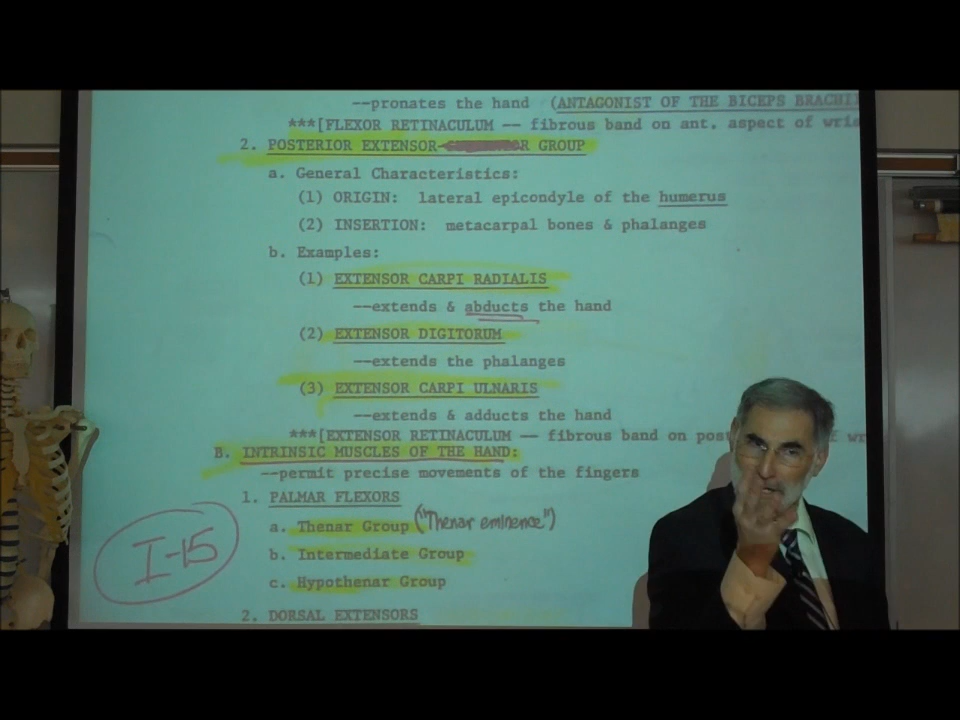 --pronates the hand (ANTAGONIST OF THE BICEPS BRACHII
***[FLEXOR RETINACULUM -- fibrous band on ant. aspect of wris
2. POSTERIOR EXTENSOR R GROUP
a. General Characteristics:
(1) ORIGIN: lateral epicondyle of the humerus
(2) INSERTION: metacarpal bones & phalanges
b. Examples:
(1) EXTENSOR CARPI RADIALIS
--extends & abducts the hand
(2) EXTENSOR DIGITORUM
--extends the phalanges
(3) EXTENSOR CARPI ULNARIS
--extends & adducts the hand
***[EXTENSOR RETINACULUM -- fibrous band on post of wr
B. INTRINSIC MUSCLES OF THE HAND:
--permit precise movements of the fingers
1. PALMAR FLEXORS
a. Thenar Group ("Thenar eminence")
b. Intermediate Group
c. Hypothenar Group
I-15
2. DORSAL EXTENSORS